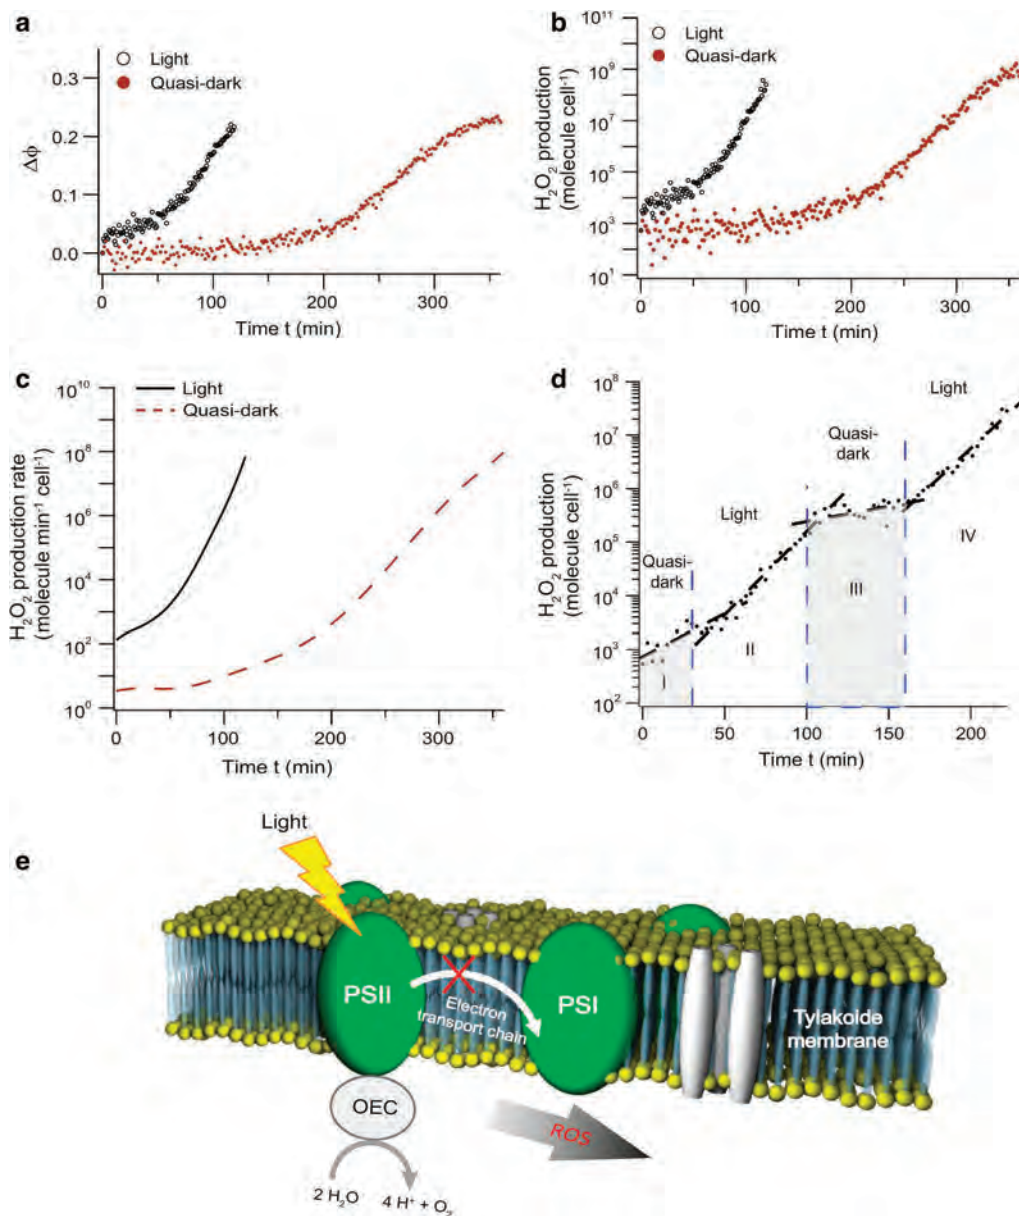 a
Light
Quasi-dark
0.3
0.2
0.1
0.0
Δϕ
0
100
200
300
Time t (min)
b
Light
Quasi-dark
10¹¹
10⁹
10⁷
10⁵
10³
10¹
H₂O₂ production
(molecule cell⁻¹)
0
100
200
300
Time t (min)
c
Light
Quasi-dark
10¹⁰
10⁸
10⁶
10⁴
10²
10⁰
H₂O₂ production rate
(molecule min⁻¹ cell⁻¹)
0
100
200
300
Time t (min)
d
10⁸
10⁷
10⁶
10⁵
10⁴
10³
10²
H₂O₂ production
(molecule cell⁻¹)
Quasi-
dark
Light
Quasi-
dark
Light
I
II
III
IV
0
50
100
150
200
Time t (min)
e
Light
PSII
Electron
transport chain
PSI
Tylakoide
membrane
OEC
ROS
2 H₂O
4 H⁺ + O₂